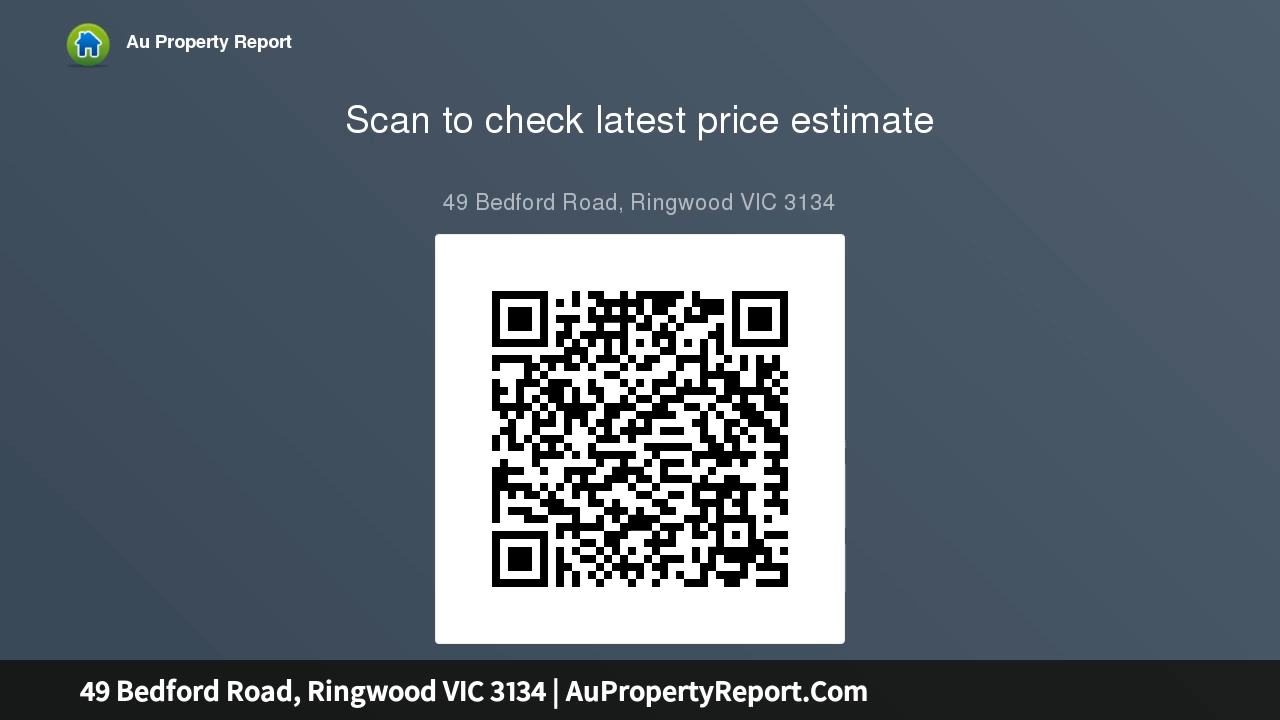 Au Property Report
Scan to check latest price estimate
49 Bedford Road, Ringwood VIC 3134
49 Bedford Road, Ringwood VIC 3134 | AuPropertyReport.Com